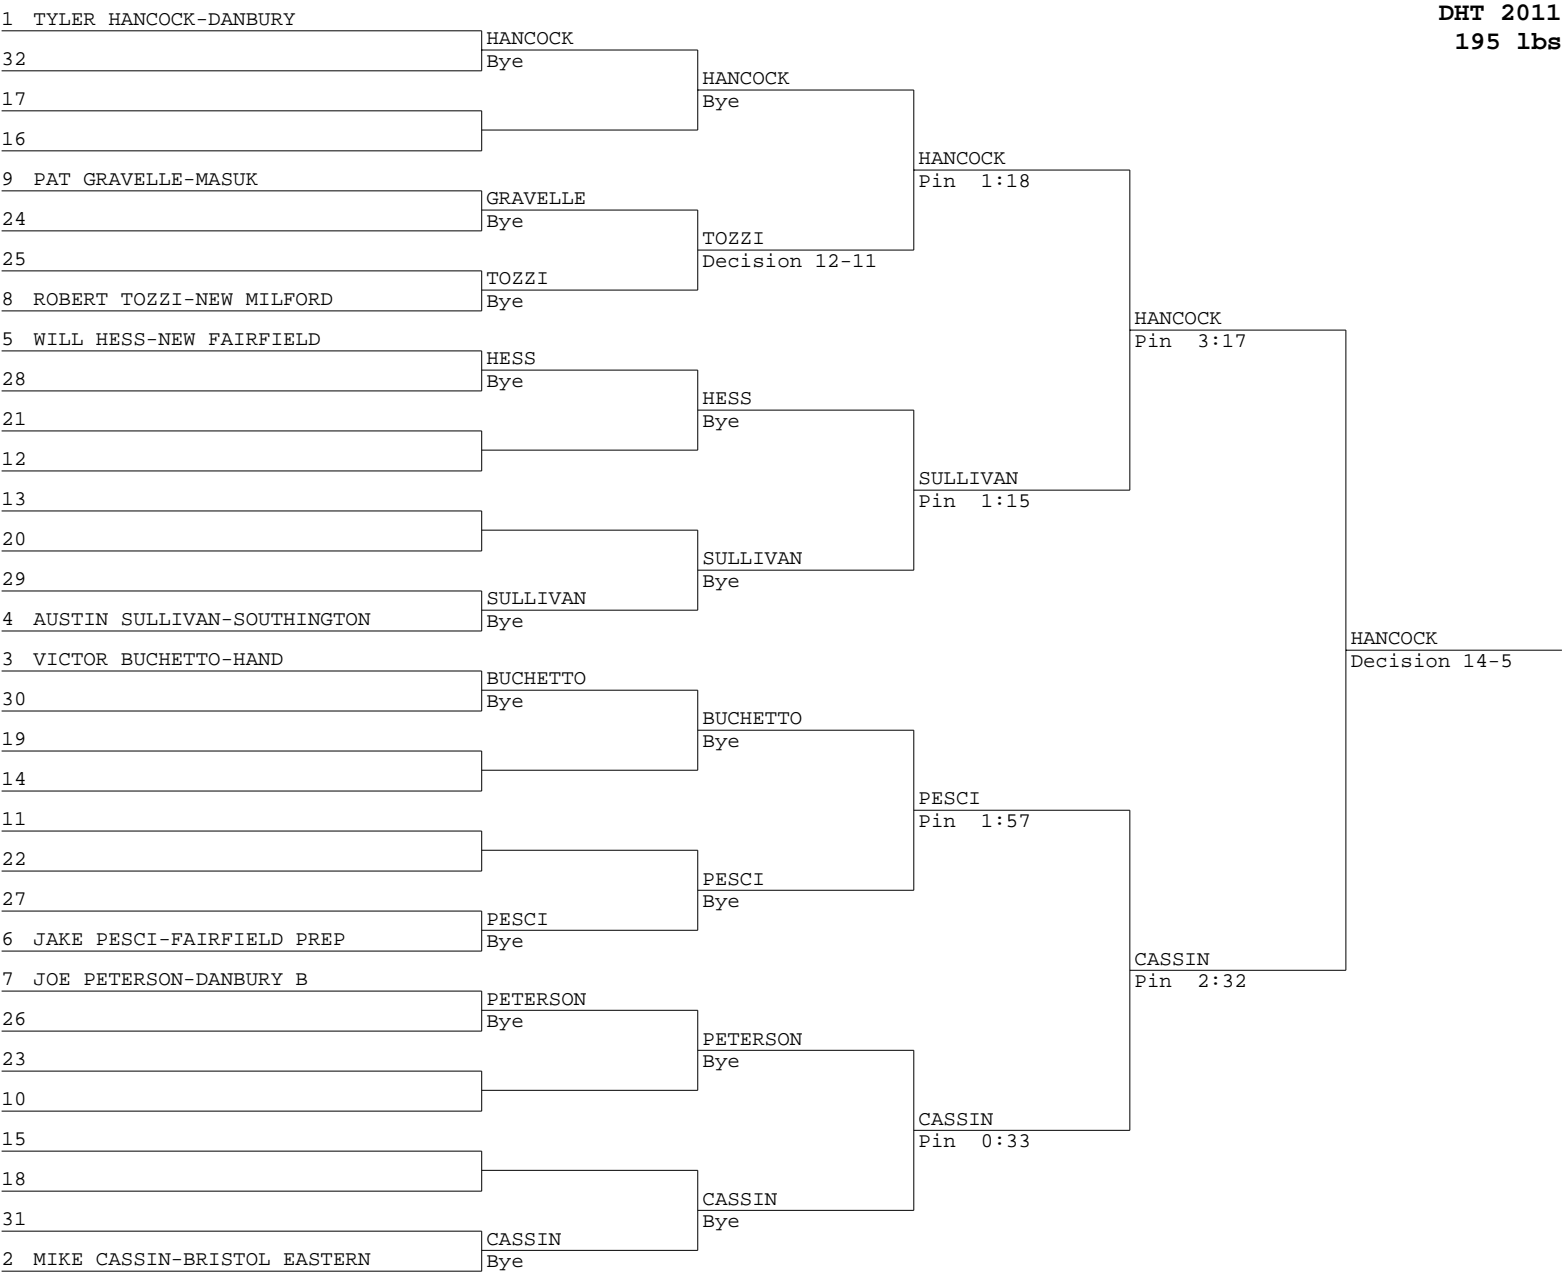 DHT 2011
195 lbs
1 TYLER HANCOCK-DANBURY
HANCOCK
32
Bye
HANCOCK
17
Bye
16
HANCOCK
9 PAT GRAVELLE-MASUK
Pin 1:18
GRAVELLE
24
Bye
TOZZI
25
Decision 12-11
TOZZI
8 ROBERT TOZZI-NEW MILFORD
Bye
HANCOCK
5 WILL HESS-NEW FAIRFIELD
Pin 3:17
HESS
28
Bye
HESS
21
Bye
12
SULLIVAN
13
Pin 1:15
20
SULLIVAN
29
Bye
SULLIVAN
4 AUSTIN SULLIVAN-SOUTHINGTON
Bye
HANCOCK
3 VICTOR BUCHETTO-HAND
Decision 14-5
BUCHETTO
30
Bye
BUCHETTO
19
Bye
14
PESCI
11
Pin 1:57
22
PESCI
27
Bye
PESCI
6 JAKE PESCI-FAIRFIELD PREP
Bye
CASSIN
7 JOE PETERSON-DANBURY B
Pin 2:32
PETERSON
26
Bye
PETERSON
23
Bye
10
CASSIN
15
Pin 0:33
18
CASSIN
31
Bye
CASSIN
2 MIKE CASSIN-BRISTOL EASTERN
Bye